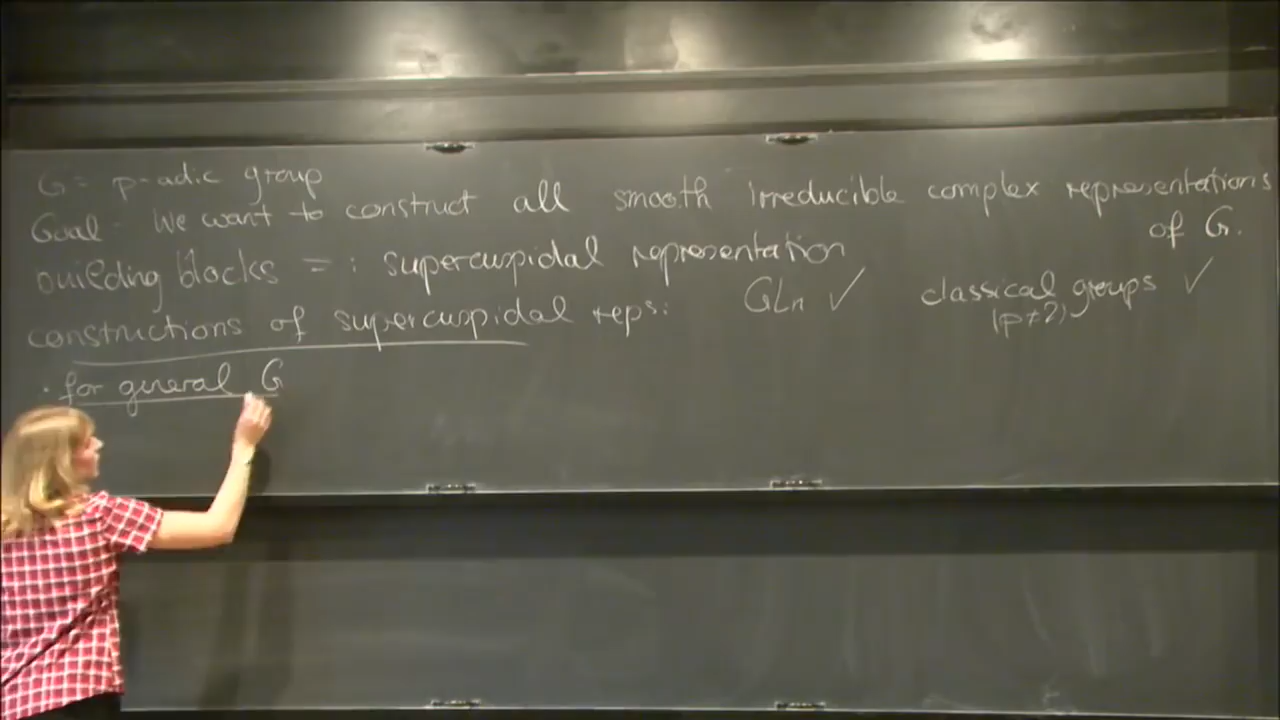 G = p-adic group
Goal - We want to construct all smooth irreducible complex representations
of G.
building blocks = : supercuspidal representation
constructions of supercuspidal reps: GLn ✓ classical groups ✓
(p≠2)
· for general G